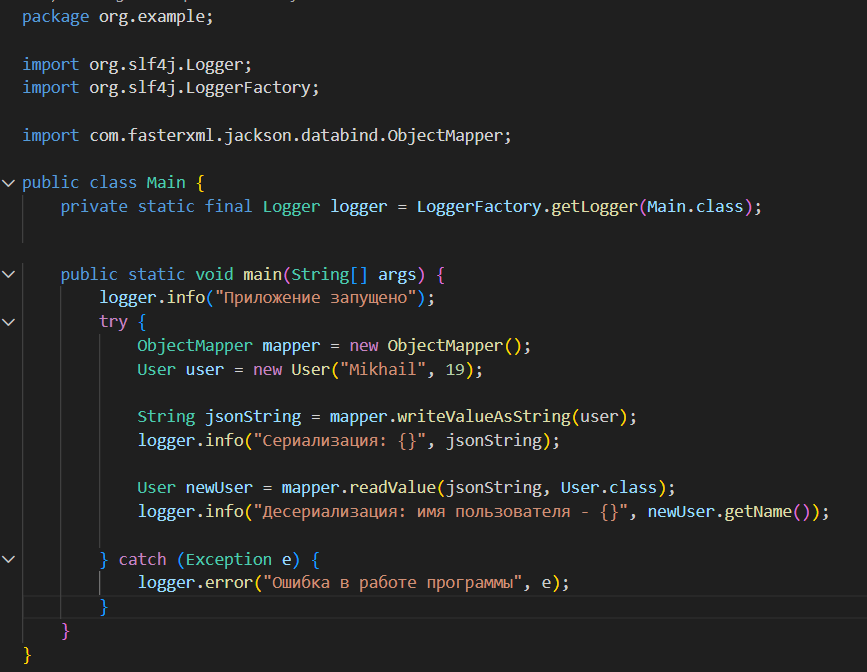 package org.example;
import org.slf4j.Logger;
import org.slf4j.LoggerFactory;
import com.fasterxml.jackson.databind.ObjectMapper;
public class Main {
    private static final Logger logger = LoggerFactory.getLogger(Main.class);
    public static void main(String[] args) {
        logger.info("Приложение запущено");
        try {
            ObjectMapper mapper = new ObjectMapper();
            User user = new User("Mikhail", 19);
            String jsonString = mapper.writeValueAsString(user);
            logger.info("Сериализация: {}", jsonString);
            User newUser = mapper.readValue(jsonString, User.class);
            logger.info("Десериализация: имя пользователя - {}", newUser.getName());
        } catch (Exception e) {
            logger.error("Ошибка в работе программы", e);
        }
    }
}